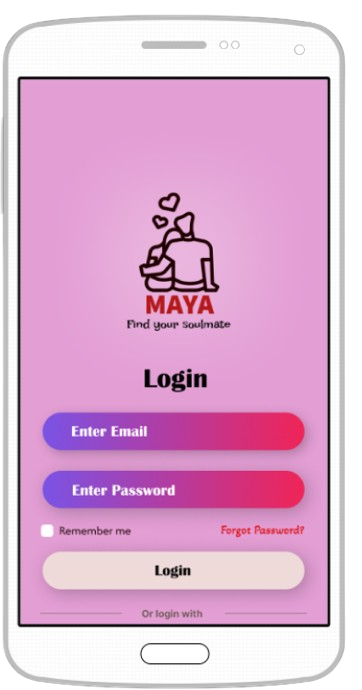 MAYA
Find your soulmate
Login
Enter Email
Enter Password
Remember me
Forgot Password?
Login
Or login with